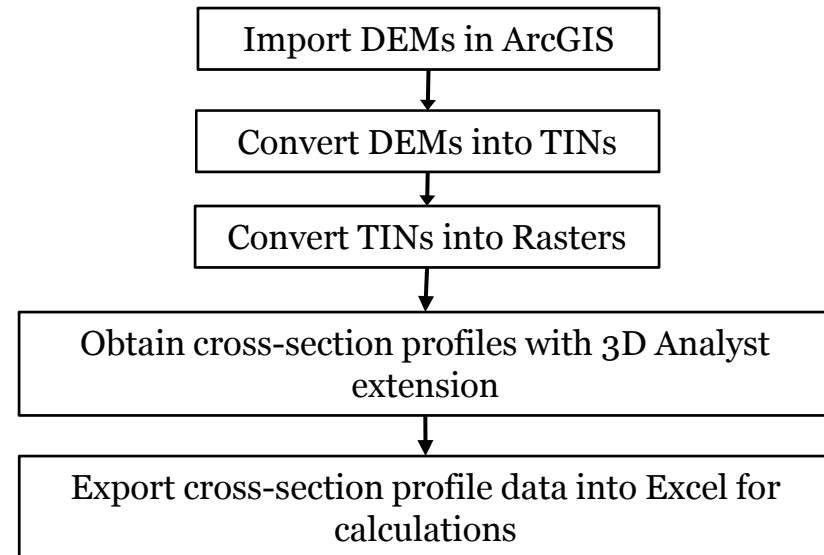 Import DEMs in ArcGIS
Convert DEMs into TINs
Convert TINs into Rasters
Obtain cross-section profiles with 3D Analyst
extension
Export cross-section profile data into Excel for
calculations